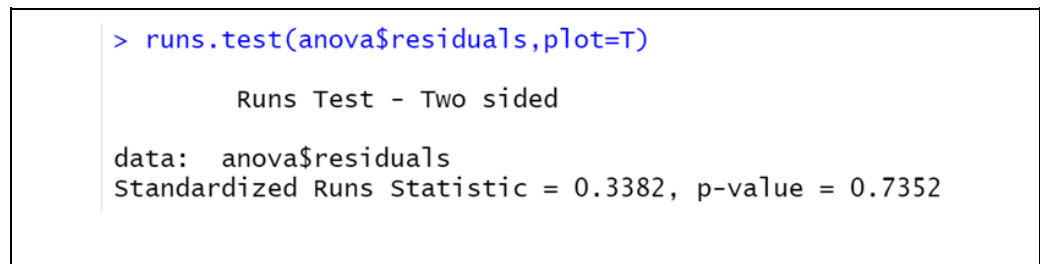 > runs.test(anova$residuals,plot=T)
Runs Test - Two sided
data:  anova$residuals
Standardized Runs Statistic = 0.3382, p-value = 0.7352